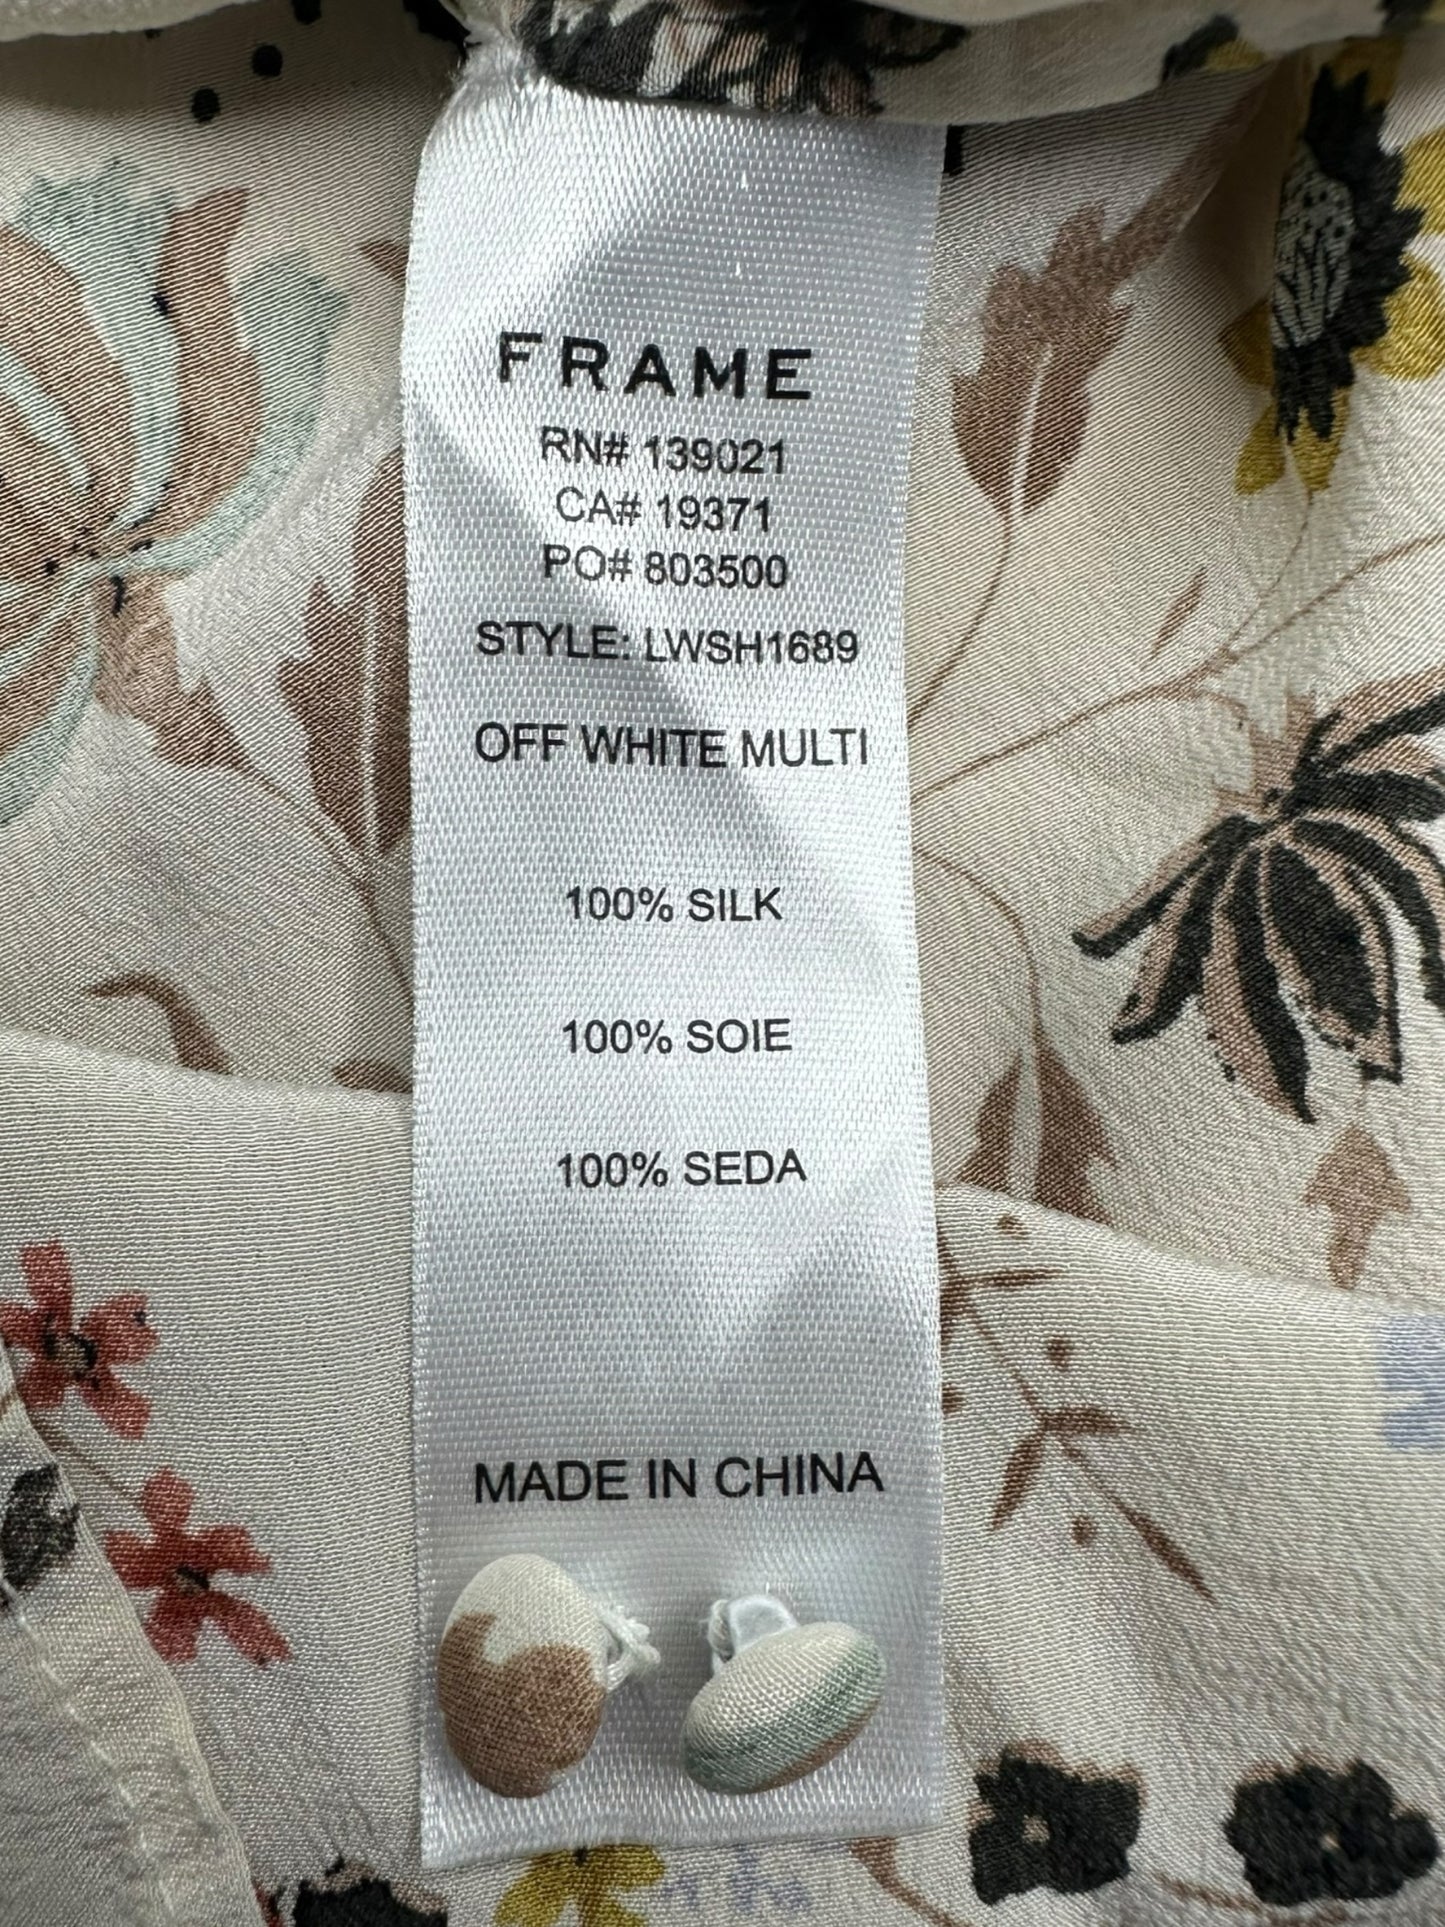 FRAME
RN# 139021
CA# 19371
PO# 803500
STYLE: LWSH1689
OFF WHITE MULTI
100% SILK
100% SOIE
100% SEDA
MADE IN CHINA